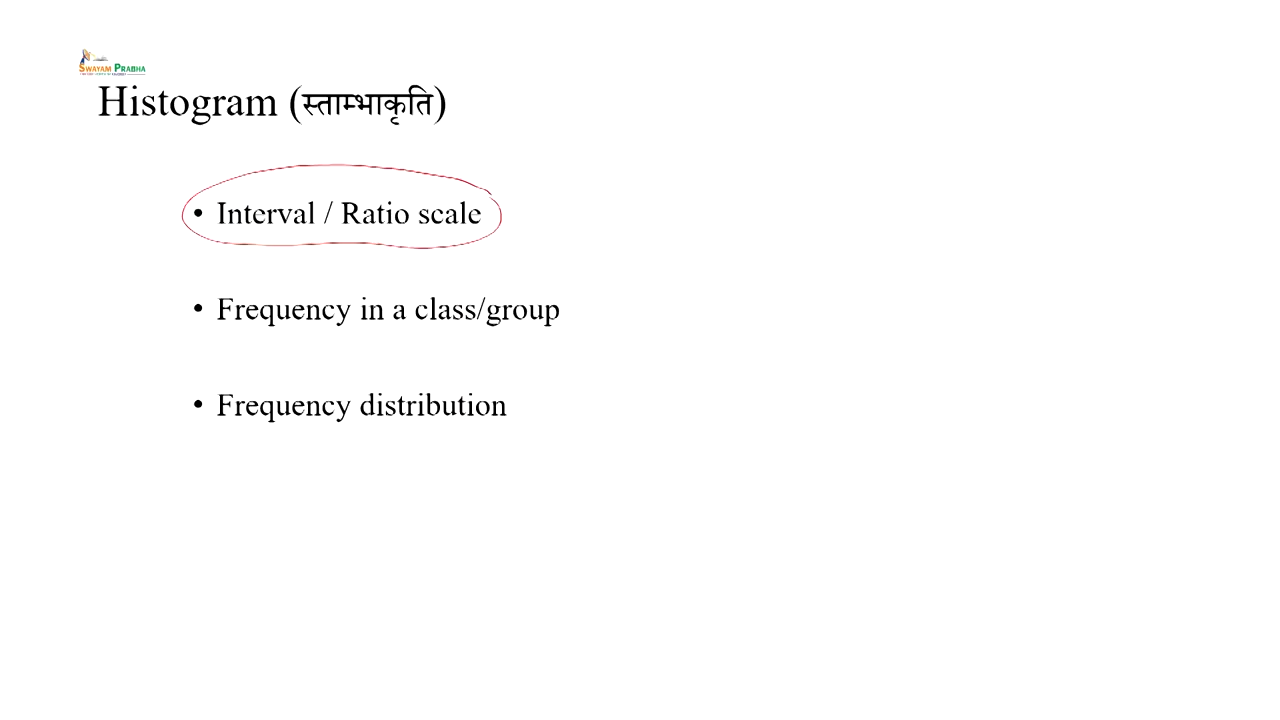 SWAYAM PRABHA
Histogram (स्ताम्भाकृति)
• Interval / Ratio scale
• Frequency in a class/group
• Frequency distribution